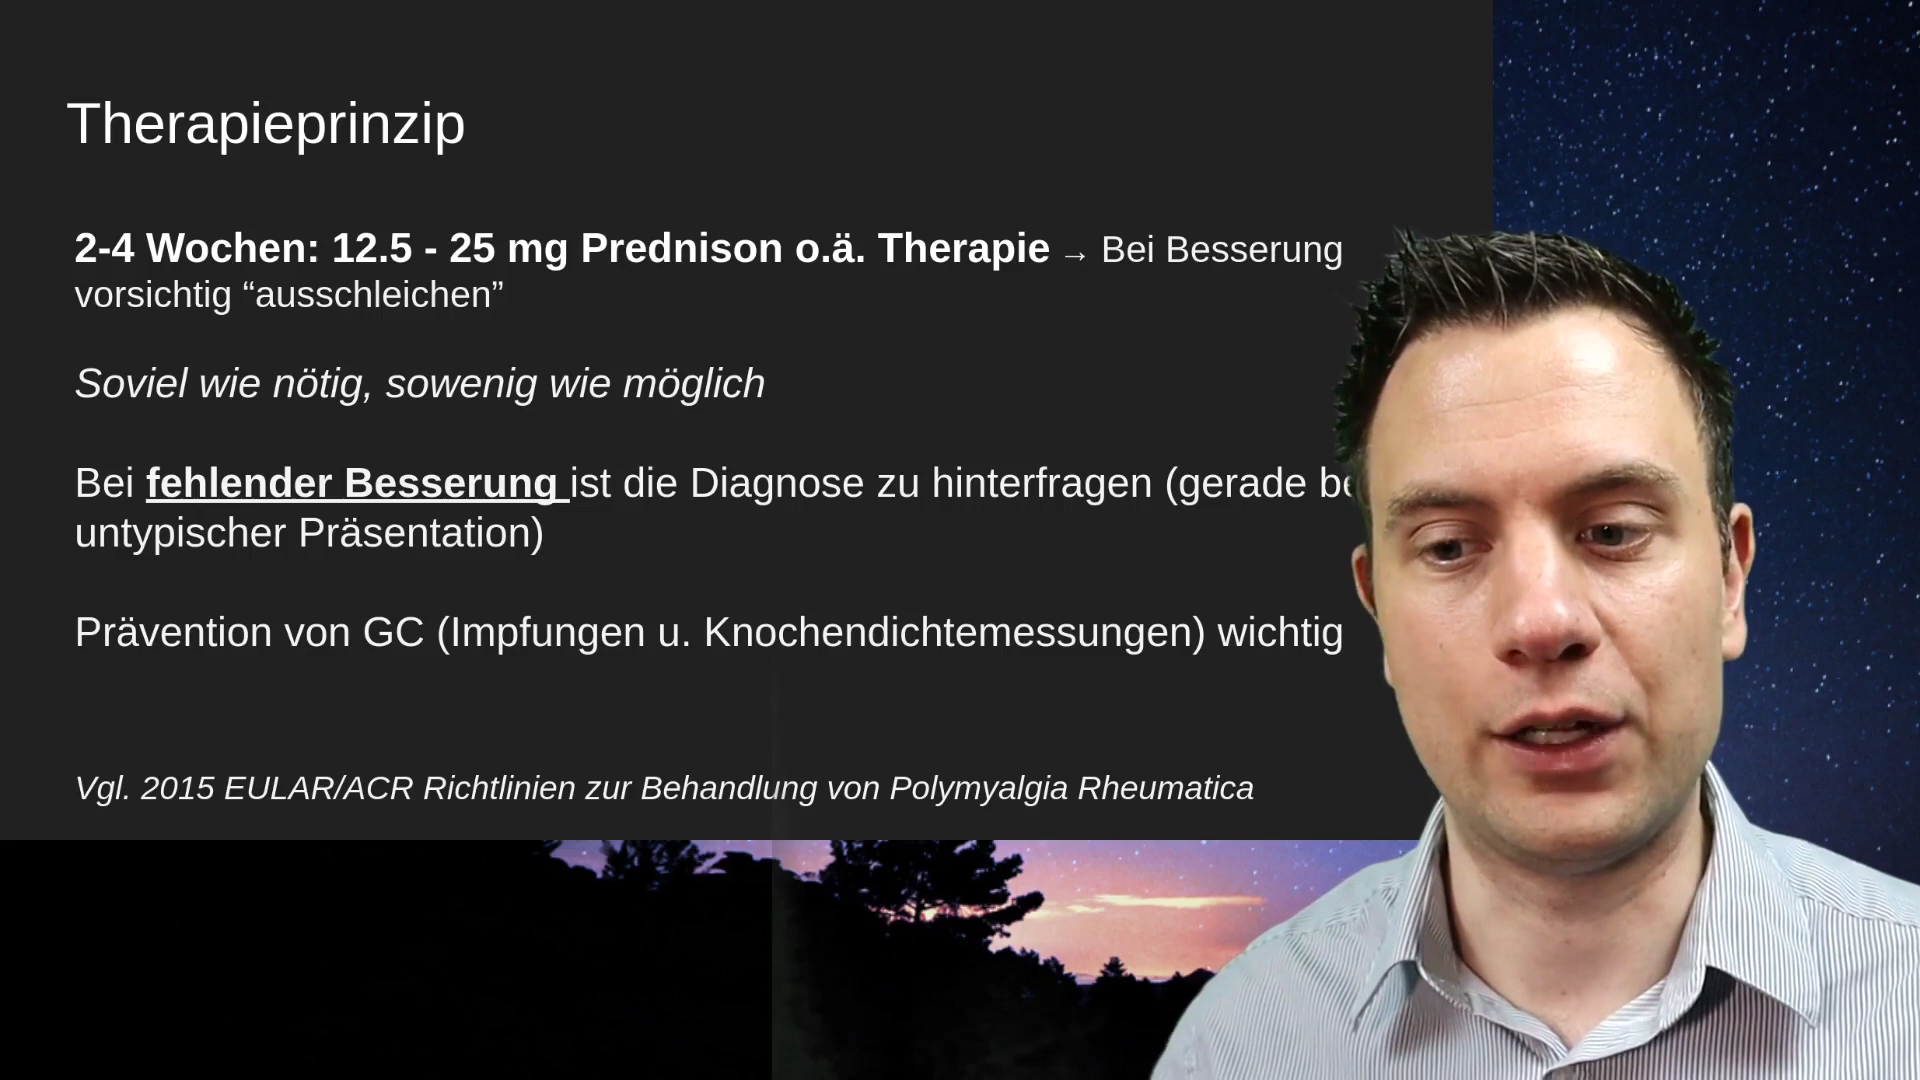 Therapieprinzip
2-4 Wochen: 12.5 - 25 mg Prednison o.ä. Therapie → Bei Besserung
vorsichtig “ausschleichen”
Soviel wie nötig, sowenig wie möglich
Bei fehlender Besserung ist die Diagnose zu hinterfragen (gerade
untypischer Präsentation)
Prävention von GC (Impfungen u. Knochendichtemessungen) wichtig
Vgl. 2015 EULAR/ACR Richtlinien zur Behandlung von Polymyalgia Rheumatica